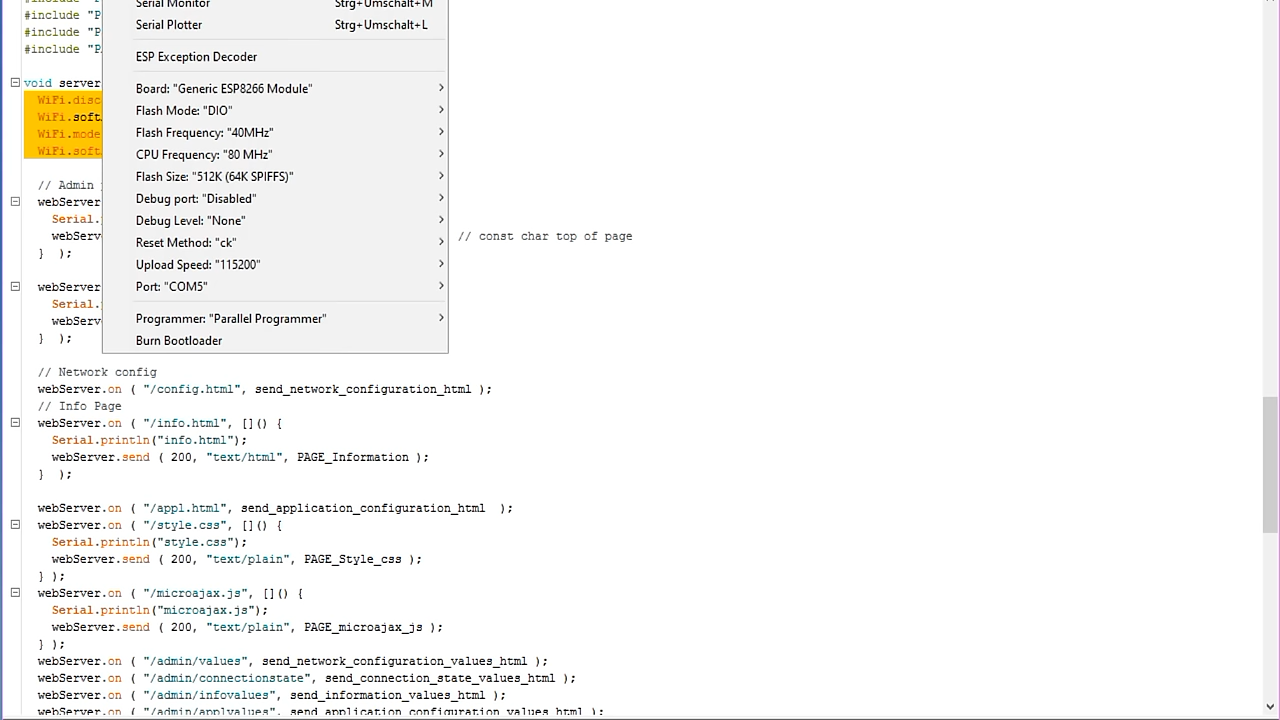 Serial Monitor Strg+Umschalt+M
#include "P
Serial Plotter Strg+Umschalt+L
#include "P
#include "P
ESP Exception Decoder
void server
Board: "Generic ESP8266 Module"
WiFi.disc
Flash Mode: "DIO"
WiFi.soft
Flash Frequency: "40MHz"
WiFi.mode
CPU Frequency: "80 MHz"
WiFi.soft
Flash Size: "512K (64K SPIFFS)"
// Admin
Debug port: "Disabled"
webServer
Debug Level: "None"
Serial.
Reset Method: "ck"
webServ // const char top of page
} );
Upload Speed: "115200"
Port: "COM5"
webServer
Serial.
Programmer: "Parallel Programmer"
webServ
} );
Burn Bootloader
// Network config
webServer.on ( "/config.html", send_network_configuration_html );
// Info Page
webServer.on ( "/info.html", []() {
Serial.println("info.html");
webServer.send ( 200, "text/html", PAGE_Information );
} );
webServer.on ( "/appl.html", send_application_configuration_html );
webServer.on ( "/style.css", []() {
Serial.println("style.css");
webServer.send ( 200, "text/plain", PAGE_Style_css );
} );
webServer.on ( "/microajax.js", []() {
Serial.println("microajax.js");
webServer.send ( 200, "text/plain", PAGE_microajax_js );
} );
webServer.on ( "/admin/values", send_network_configuration_values_html );
webServer.on ( "/admin/connectionstate", send_connection_state_values_html );
webServer.on ( "/admin/infovalues", send_information_values_html );
webServer.on ( "/admin/applvalues", send_application_configuration_values_html );